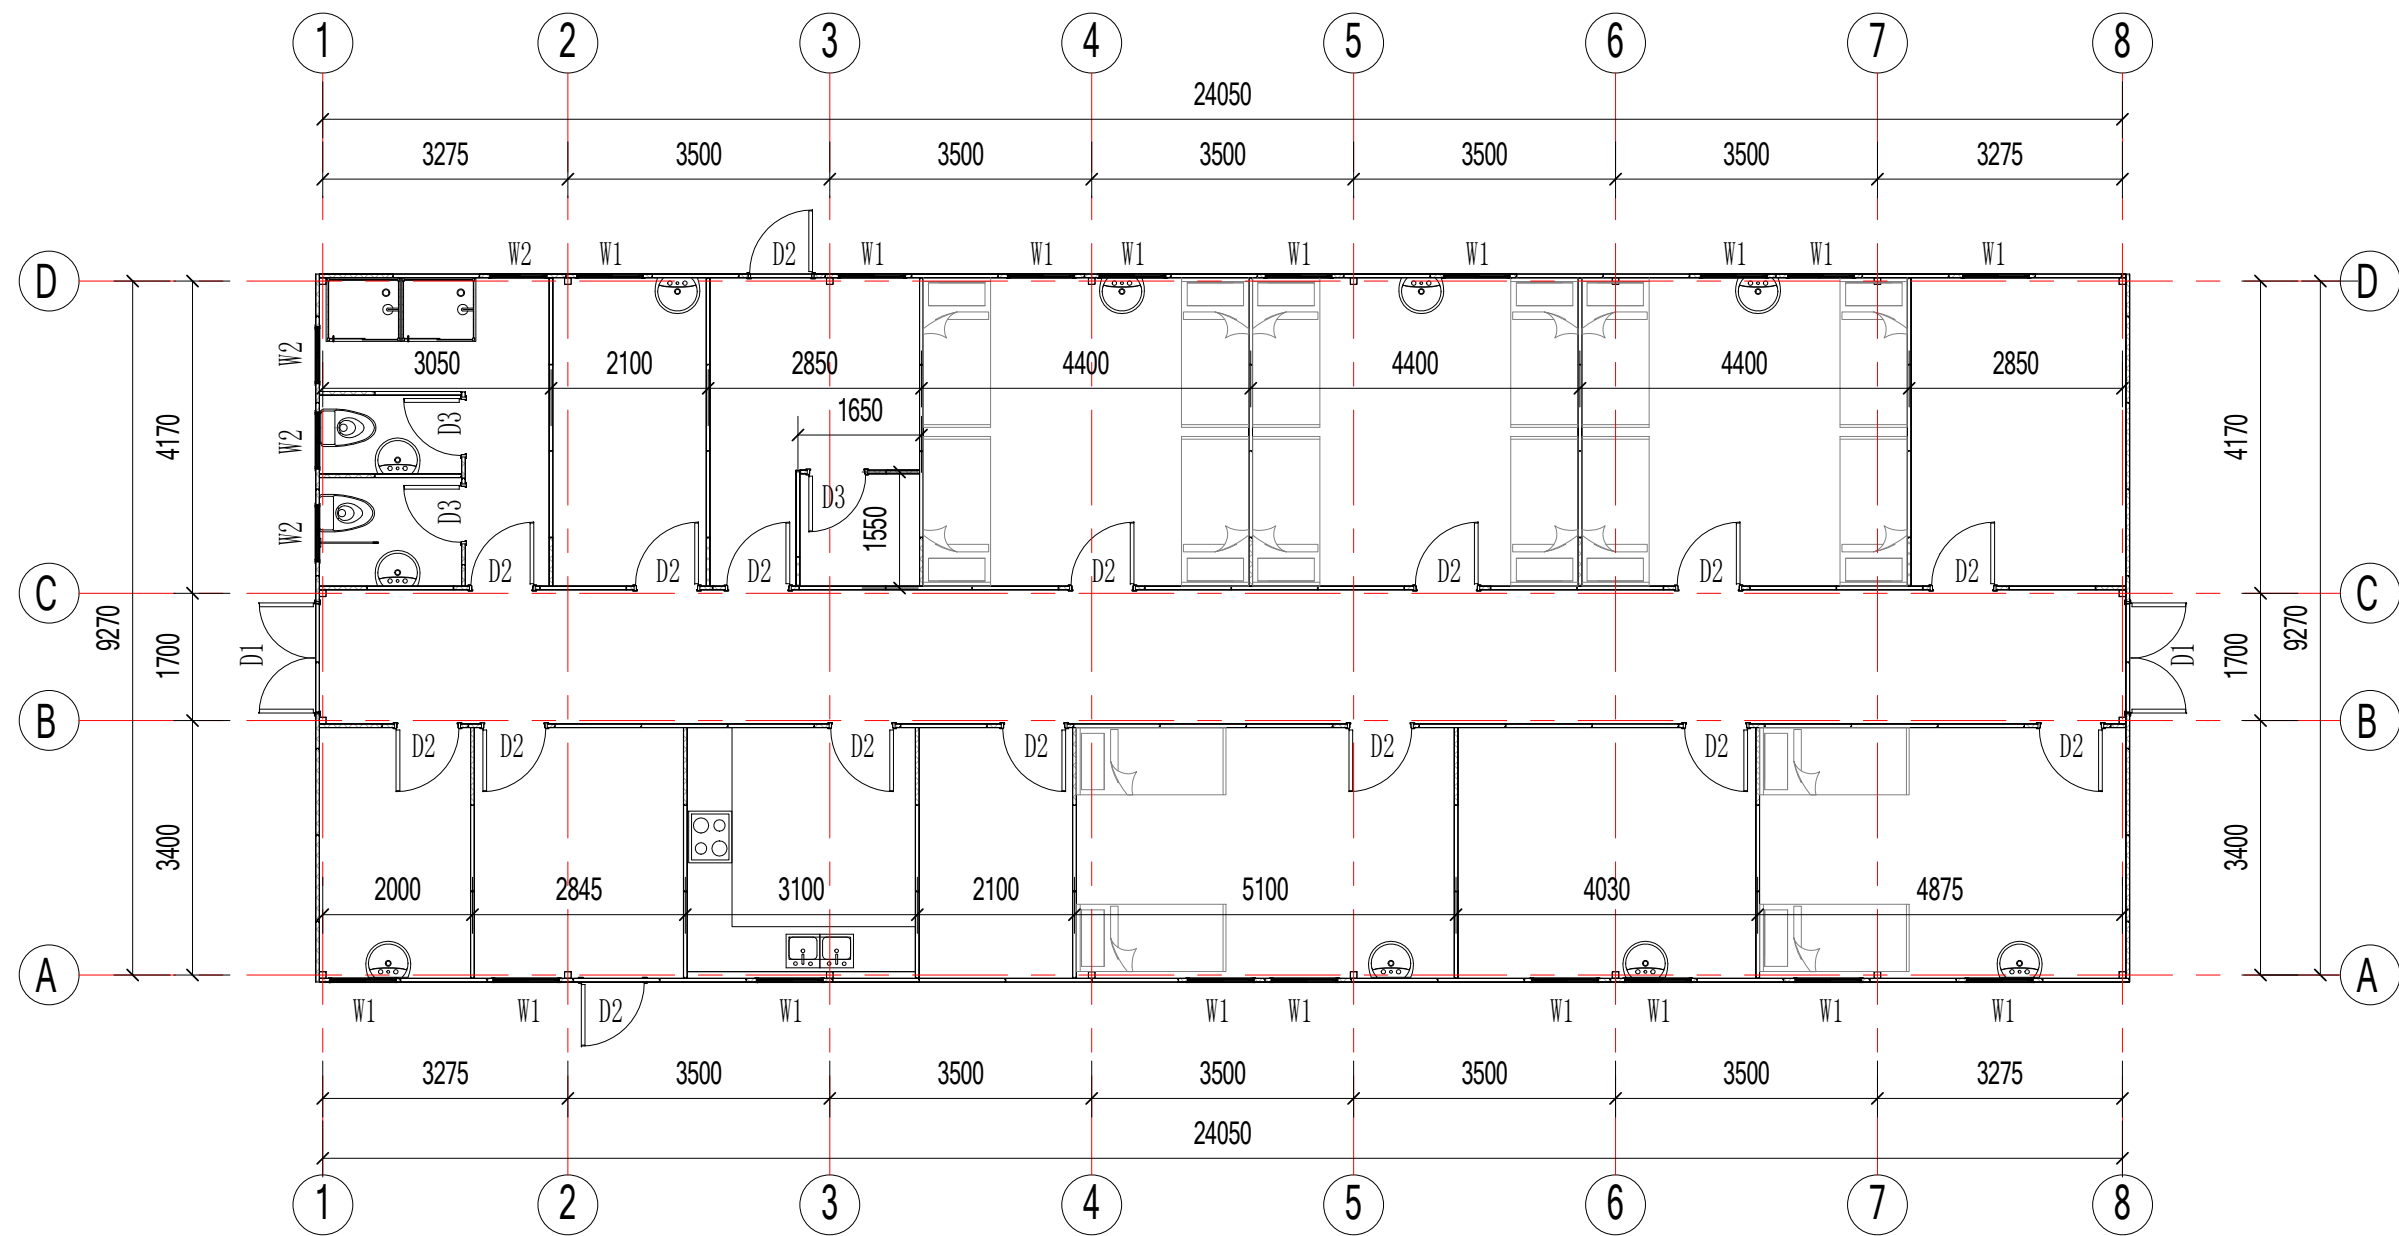 1 2 3 4 5 6 7 8
24050
3275 3500 3500 3500 3500 3500 3275
W2 W1 D2 W1 W1 W1 W1 W1 W1 W1 W1
D D
W2 3050 2100 2850 4400 4400 4400 2850
1650
4170 W2 D3 4170
D3 D3 1550
W2 D2 D2 D2 D2 D2 D2 D2
C C
9270 1700 D1 D1 1700 9270
B B
D2 D2 D2 D2 D2 D2 D2
3400 3400
2000 2845 3100 2100 5100 4030 4875
A A
W1 W1 D2 W1 W1 W1 W1 W1 W1 W1
3275 3500 3500 3500 3500 3500 3275
24050
1 2 3 4 5 6 7 8